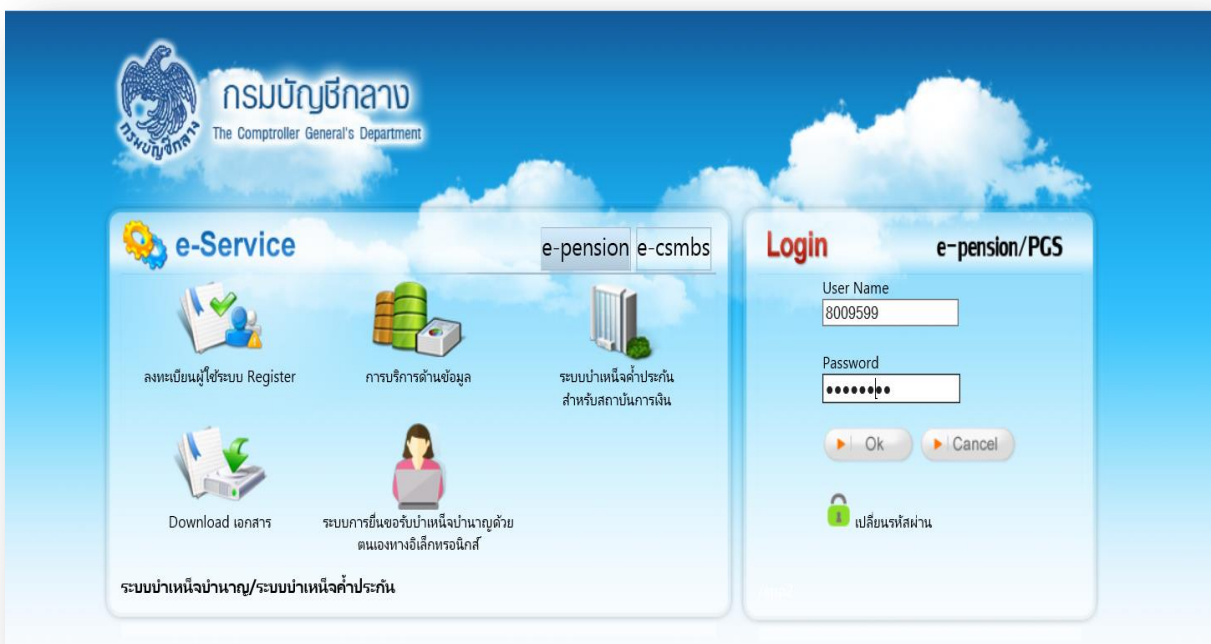 กรมบัญชีกลาง
The Comptroller General's Department
กรมบัญชีกลาง
e-Service
e-pension e-csmbs
ลงทะเบียนผู้ใช้ระบบ Register
การบริการด้านข้อมูล
ระบบบำเหน็จค้ำประกัน
สำหรับสถาบันการเงิน
Download เอกสาร
ระบบการยื่นขอรับบำเหน็จบำนาญด้วย
ตนเองทางอิเล็กทรอนิกส์
ระบบบำเหน็จบำนาญ/ระบบบำเหน็จค้ำประกัน
Login e-pension/PGS
User Name
8009599
Password
••••••••
Ok Cancel
เปลี่ยนรหัสผ่าน